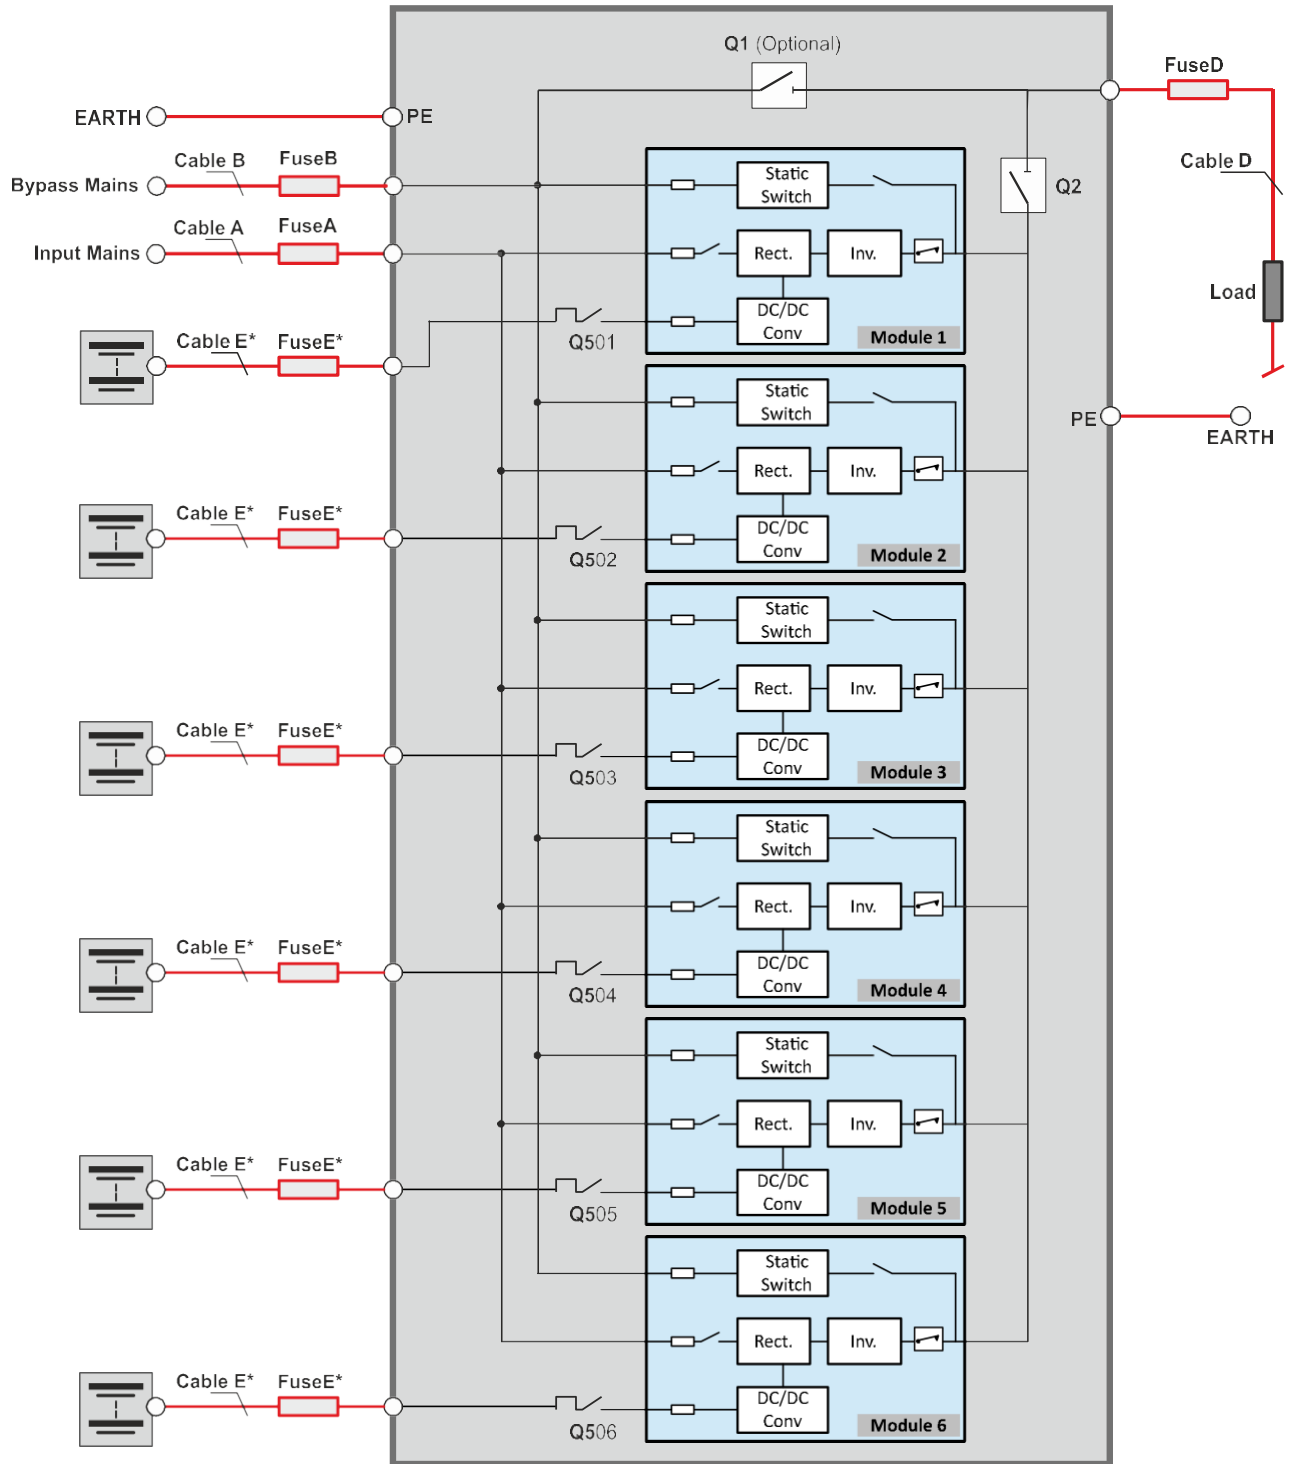 Q1 (Optional)
FuseD
EARTH
PE
Cable B
FuseB
Bypass Mains
Static
Switch
Cable D
Q2
Cable A
FuseA
Input Mains
Rect.
Inv.
Load
Cable E*
FuseE*
Q501
DC/DC
Conv
Module 1
Static
Switch
PE
EARTH
Rect.
Inv.
Cable E*
FuseE*
Q502
DC/DC
Conv
Module 2
Static
Switch
Rect.
Inv.
Cable E*
FuseE*
Q503
DC/DC
Conv
Module 3
Static
Switch
Rect.
Inv.
Cable E*
FuseE*
Q504
DC/DC
Conv
Module 4
Static
Switch
Rect.
Inv.
Cable E*
FuseE*
Q505
DC/DC
Conv
Module 5
Static
Switch
Rect.
Inv.
Cable E*
FuseE*
Q506
DC/DC
Conv
Module 6